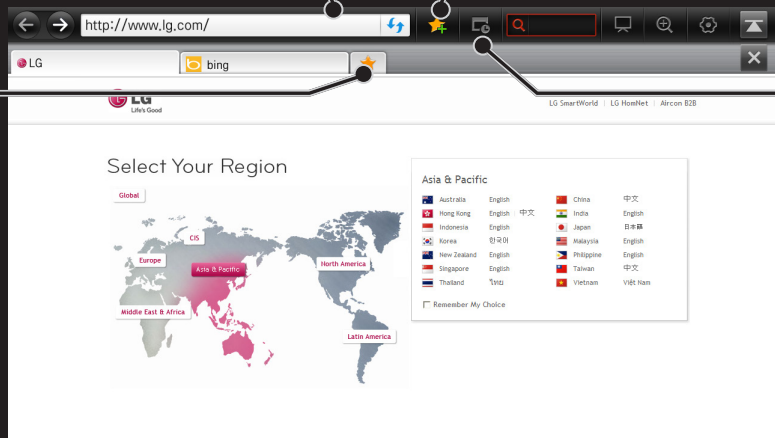 http://www.lg.com/
LG
bing
LG
Life's Good
LG SmartWorld | LG HomNet | Aircon B2B
Select Your Region
Global
CIS
Europe
Asia & Pacific
North America
Middle East & Africa
Latin America
Asia & Pacific
Australia English China 中文
Hong Kong English | 中文 India English
Indonesia English Japan 日本語
Korea 한국어 Malaysia English
New Zealand English Philippine English
Singapore English Taiwan 中文
Thailand ไทย Vietnam Việt Nam
Remember My Choice